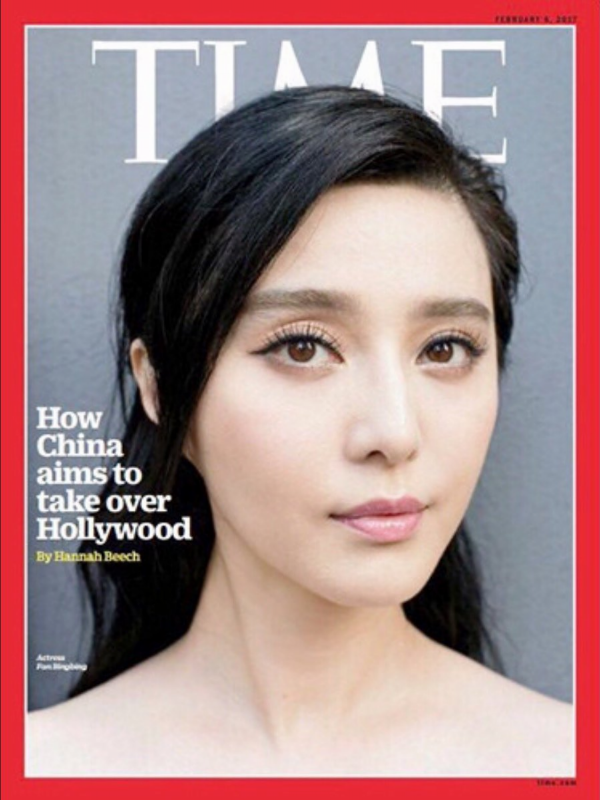 FEBRUARY 6, 2017
TIME
How
China
aims to
take over
Hollywood
By Hannah Beech
Actress
Fan Bingbing
time.com